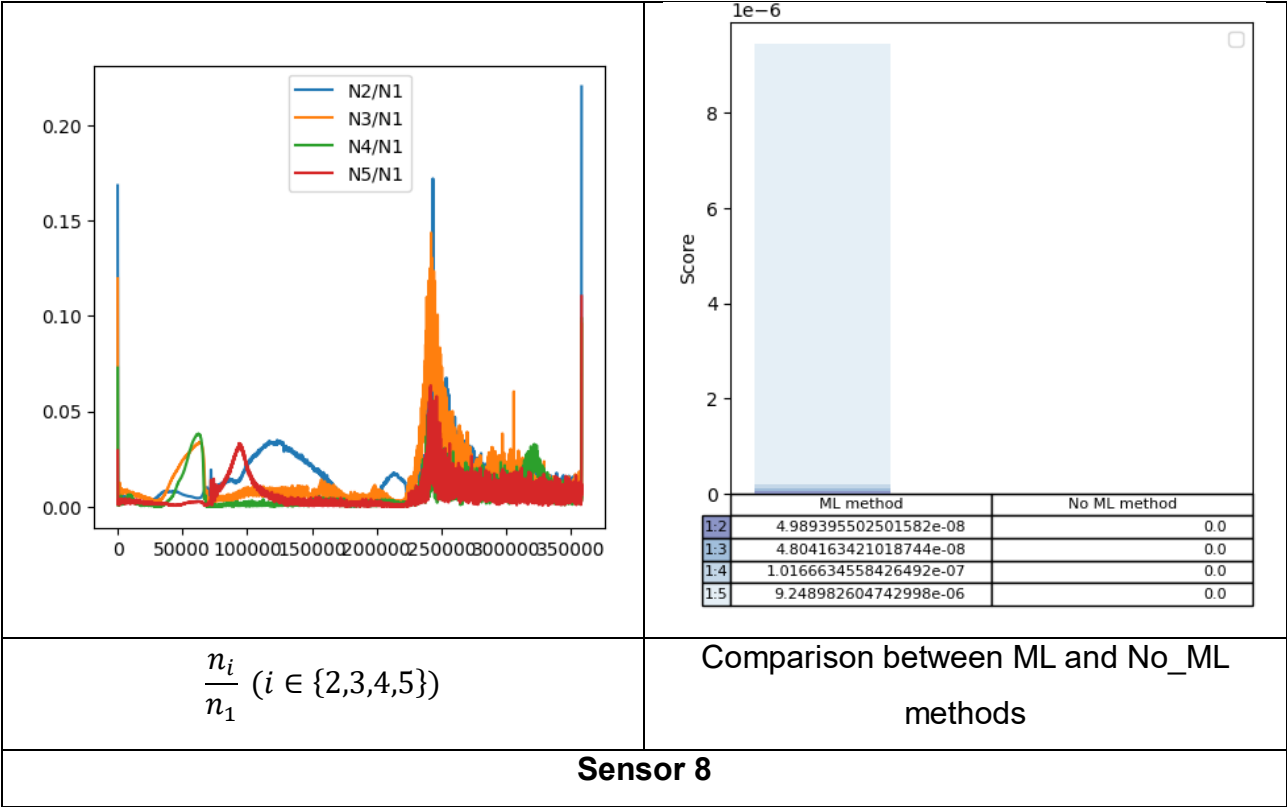 N2/N1
N3/N1
N4/N1
N5/N1
0.20
0.15
0.10
0.05
0.00
0 50000 100000 150000 200000 250000 300000 350000
1e−6
8
6
4
2
0
Score
ML method No ML method
1:2 4.989395502501582e-08 0.0
1:3 4.804163421018744e-08 0.0
1:4 1.0166634558426492e-07 0.0
1:5 9.248982604742998e-06 0.0
n_i/n_1 (i ∈ {2,3,4,5})
Comparison between ML and No_ML
methods
Sensor 8